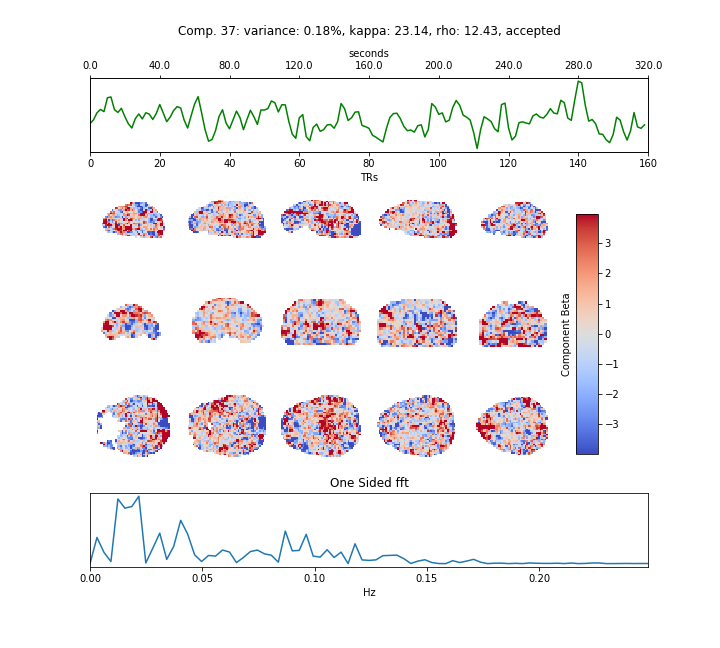 Comp. 37: variance: 0.18%, kappa: 23.14, rho: 12.43, accepted
seconds
0.0 40.0 80.0 120.0 160.0 200.0 240.0 280.0 320.0
0 20 40 60 80 100 120 140 160
TRs
3
2
1
0
−1
−2
−3
Component Beta
One Sided fft
0.00 0.05 0.10 0.15 0.20
Hz